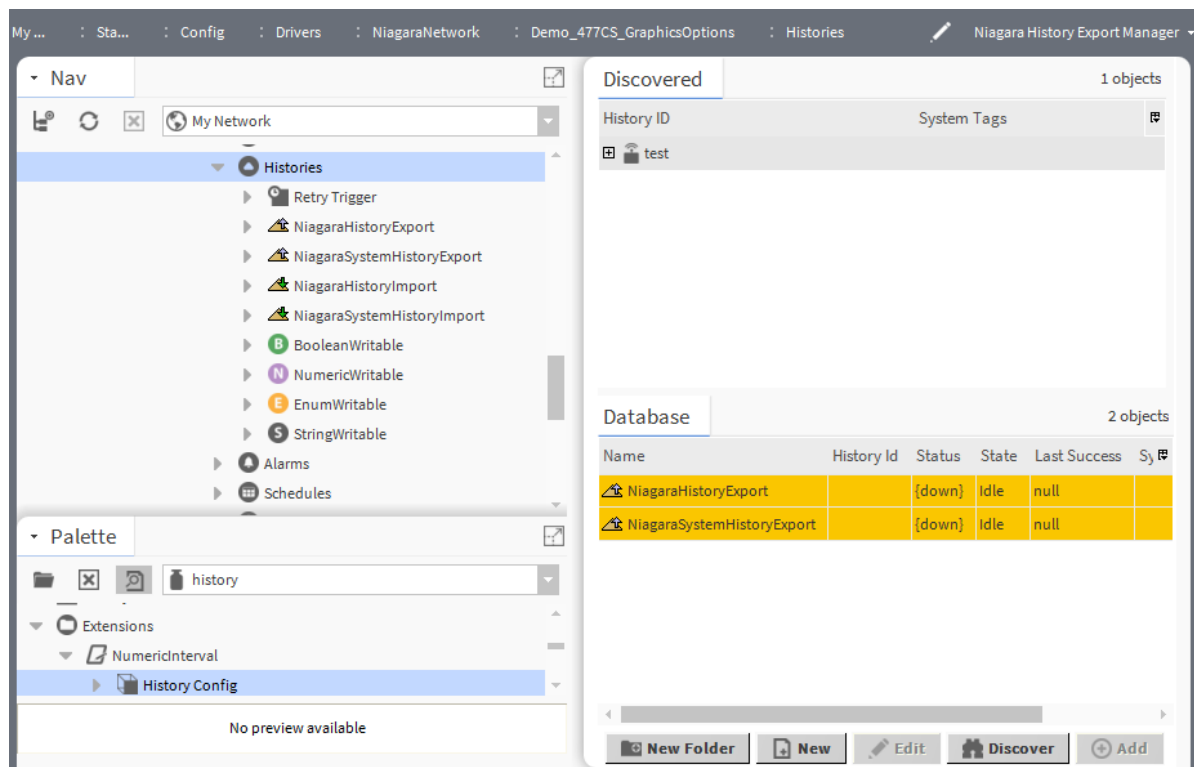 My ... : Sta... : Config : Drivers : NiagaraNetwork : Demo_477CS_GraphicsOptions : Histories Niagara History Export Manager
Nav
My Network
Histories
Retry Trigger
NiagaraHistoryExport
NiagaraSystemHistoryExport
NiagaraHistoryImport
NiagaraSystemHistoryImport
B BooleanWritable
N NumericWritable
E EnumWritable
S StringWritable
Alarms
Schedules
Palette
history
Extensions
NumericInterval
History Config
No preview available
Discovered 1 objects
History ID System Tags
test
Database 2 objects
Name History Id Status State Last Success Sy
NiagaraHistoryExport {down} Idle null
NiagaraSystemHistoryExport {down} Idle null
New Folder New Edit Discover Add